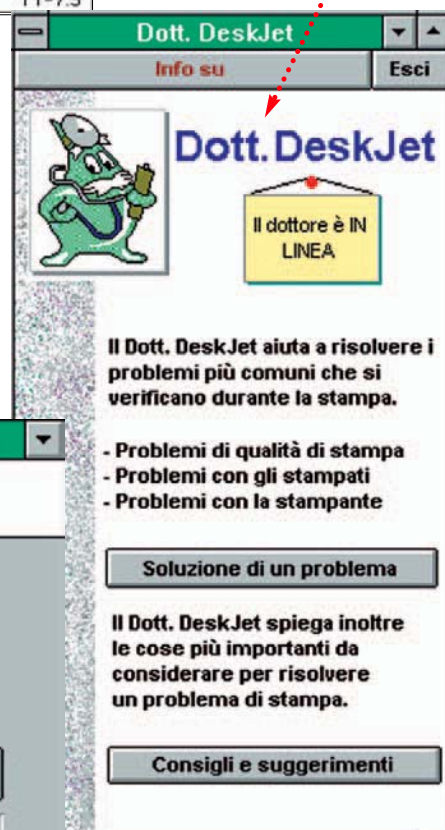 Dott. DeskJet
Info su
Esci
Dott. DeskJet
Il dottore è IN
LINEA
Il Dott. DeskJet aiuta a risolvere i
problemi più comuni che si
verificano durante la stampa.
- Problemi di qualità di stampa
- Problemi con gli stampati
- Problemi con la stampante
Soluzione di un problema
Il Dott. DeskJet spiega inoltre
le cose più importanti da
considerare per risolvere
un problema di stampa.
Consigli e suggerimenti